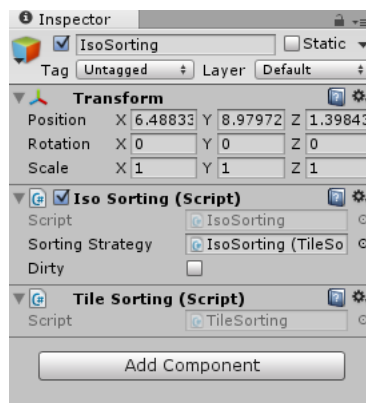 Inspector
IsoSorting Static
Tag Untagged Layer Default
Transform
Position X 6.48833 Y 8.97972 Z 1.39843
Rotation X 0 Y 0 Z 0
Scale X 1 Y 1 Z 1
Iso Sorting (Script)
Script IsoSorting
Sorting Strategy IsoSorting (TileSo
Dirty
Tile Sorting (Script)
Script TileSorting
Add Component